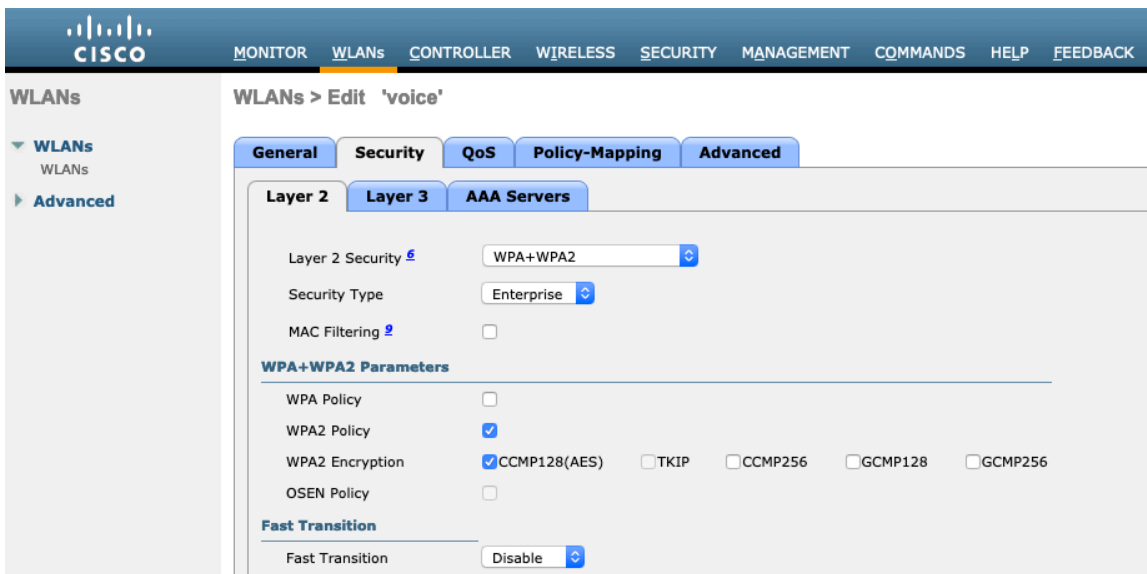 CISCO
MONITOR WLANs CONTROLLER WIRELESS SECURITY MANAGEMENT COMMANDS HELP FEEDBACK
WLANs
WLANs
WLANs
Advanced
WLANs > Edit 'voice'
General Security QoS Policy-Mapping Advanced
Layer 2 Layer 3 AAA Servers
Layer 2 Security 6 WPA+WPA2
Security Type Enterprise
MAC Filtering 9
WPA+WPA2 Parameters
WPA Policy
WPA2 Policy
WPA2 Encryption CCMP128(AES) TKIP CCMP256 GCMP128 GCMP256
OSEN Policy
Fast Transition
Fast Transition Disable